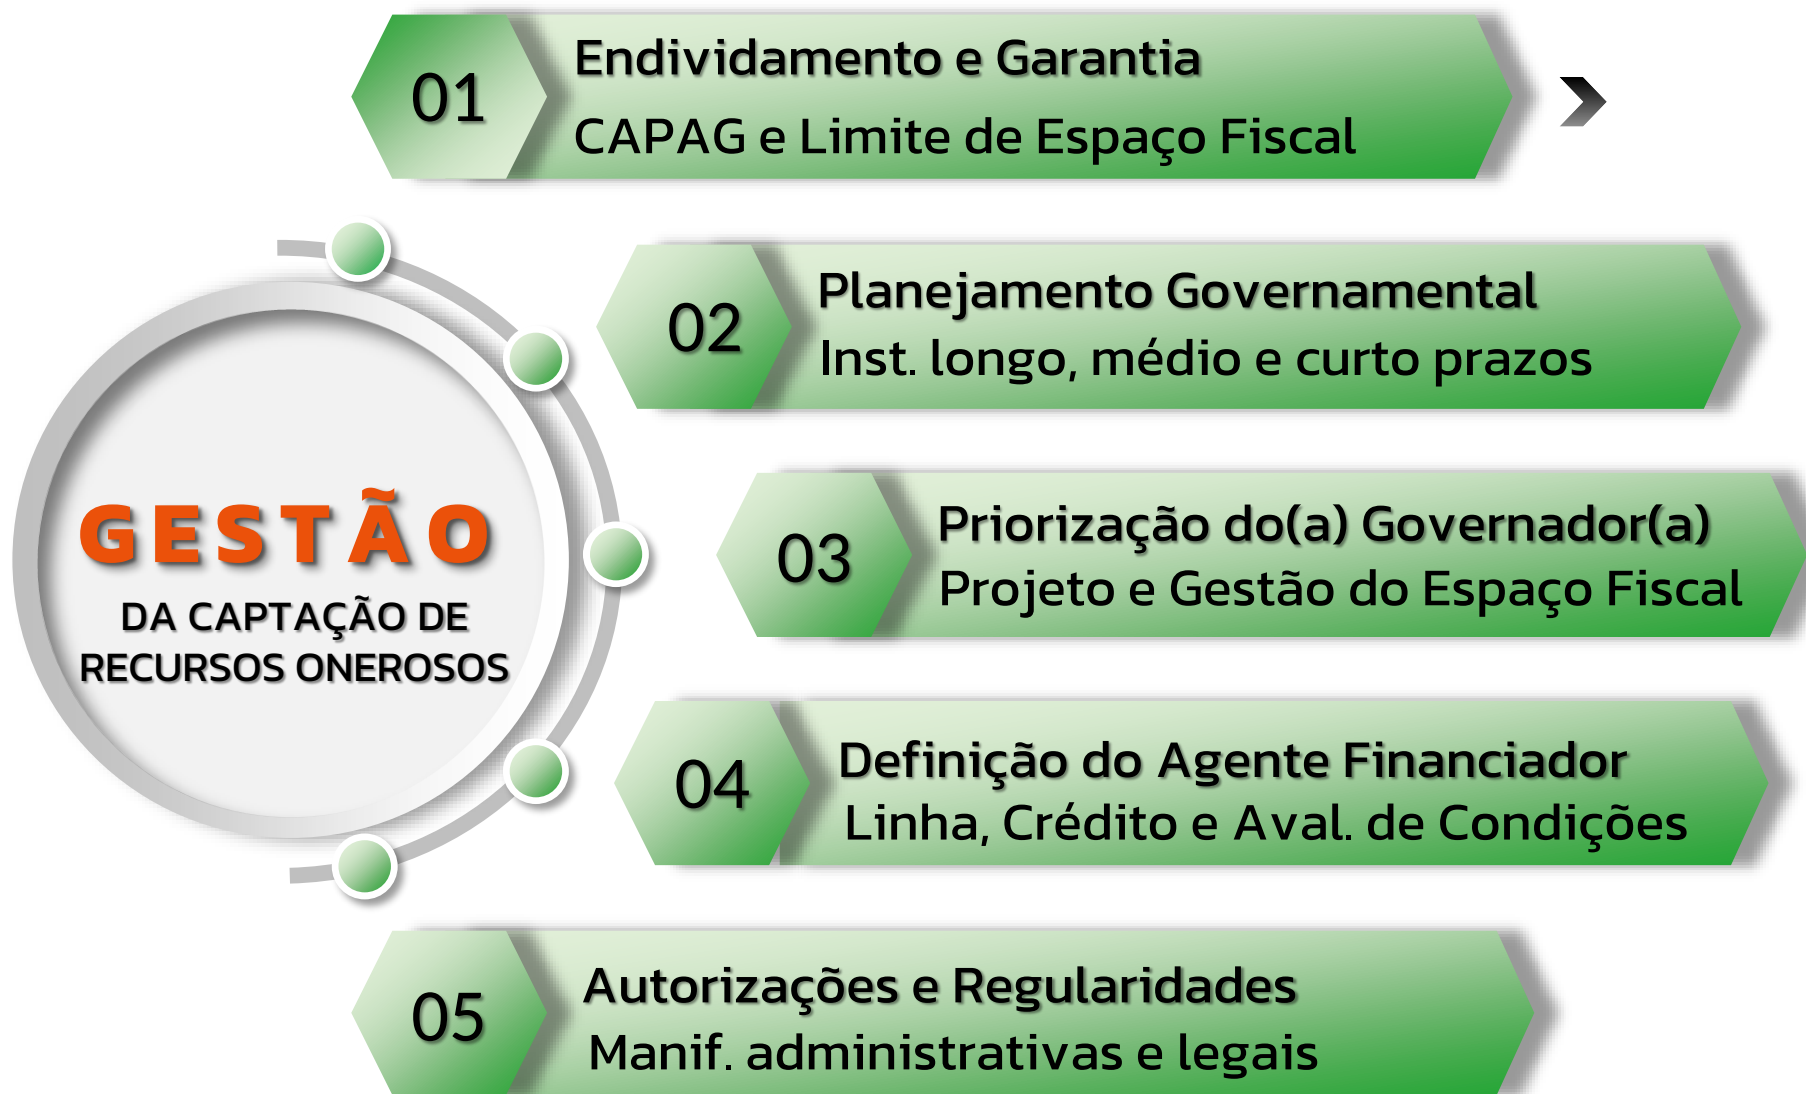 01
Endividamento e Garantia
CAPAG e Limite de Espaço Fiscal
02
Planejamento Governamental
Inst. longo, médio e curto prazos
GESTÃO
DA CAPTAÇÃO DE
RECURSOS ONEROSOS
03
Priorização do(a) Governador(a)
Projeto e Gestão do Espaço Fiscal
04
Definição do Agente Financiador
Linha, Crédito e Aval. de Condições
05
Autorizações e Regularidades
Manif. administrativas e legais